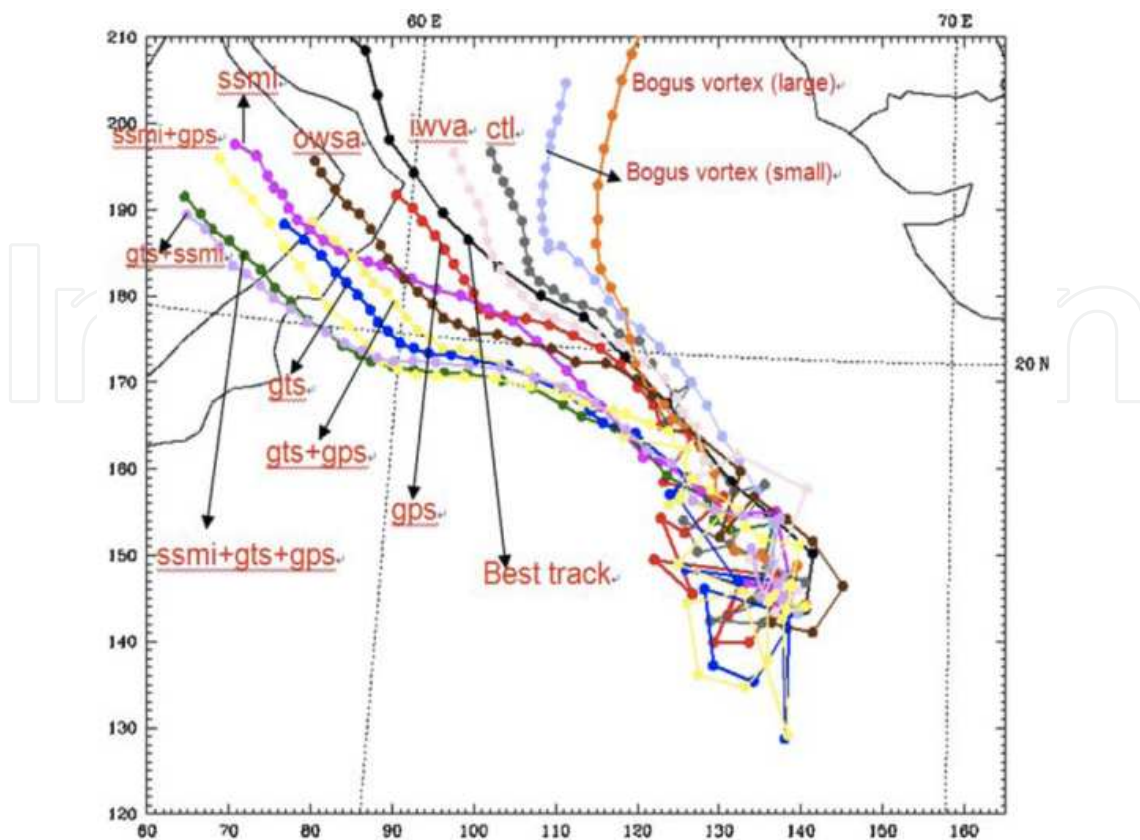 60 E 70 E
210
200
190
180
170
160
150
140
130
120
60 70 80 90 100 110 120 130 140 150 160
20 N
ssmi
ssmi+gps
owsa
iwva
ctl
Bogus vortex (large)
Bogus vortex (small)
gts+ssmi
gts
gts+gps
gps
ssmi+gts+gps
Best track